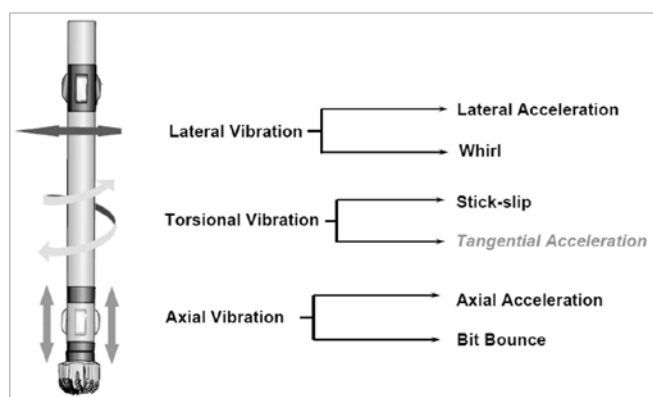 Lateral Acceleration
Lateral Vibration
Whirl
Stick-slip
Torsional Vibration
Tangential Acceleration
Axial Acceleration
Axial Vibration
Bit Bounce